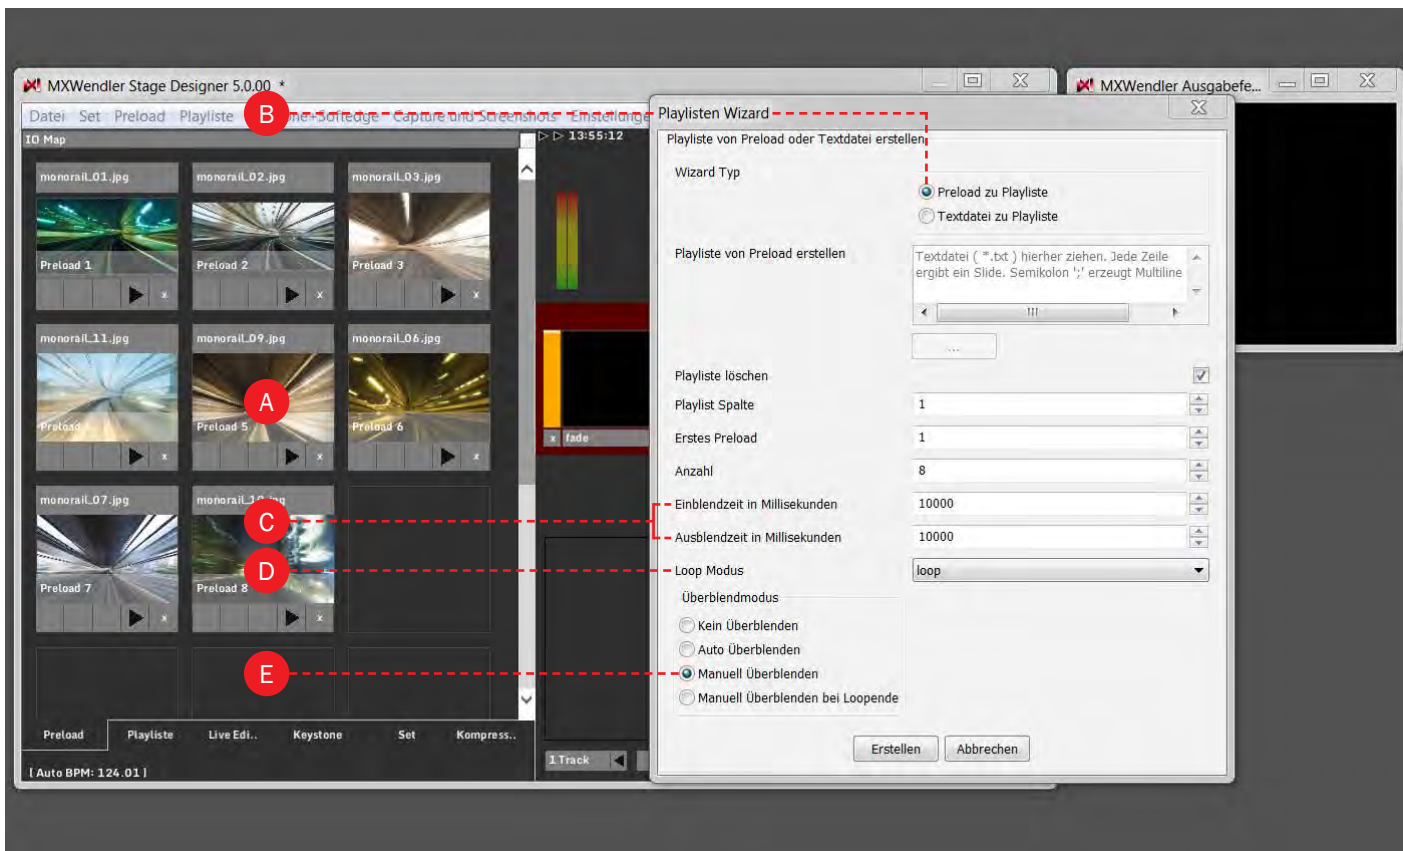 MXWendler Stage Designer 5.0.00 *
MXWendler Ausgabefe...
Datei Set Preload Playliste
Capture und Screenshots Einstellunge
IO Map
13:55:12
monorail_01.jpg
monorail_02.jpg
monorail_03.jpg
Preload 1
Preload 2
Preload 3
x
x
x
monorail_11.jpg
monorail_09.jpg
monorail_06.jpg
Preload
Preload 5
Preload 6
x
x
x
monorail_07.jpg
monorail_10.jpg
Preload 7
Preload 8
x
x
Preload Playliste Live Edi.. Keystone Set Kompress..
[ Auto BPM: 124.01 ]
x fade
1 Track
A
B
C
D
E
Playlisten Wizard
Playliste von Preload oder Textdatei erstellen
Wizard Typ
Preload zu Playliste
Textdatei zu Playliste
Playliste von Preload erstellen
Textdatei ( *.txt ) hierher ziehen. Jede Zeile
ergibt ein Slide. Semikolon ';' erzeugt Multiline
...
Playliste löschen
Playlist Spalte 1
Erstes Preload 1
Anzahl 8
Einblendzeit in Millisekunden 10000
Ausblendzeit in Millisekunden 10000
Loop Modus loop
Überblendmodus
Kein Überblenden
Auto Überblenden
Manuell Überblenden
Manuell Überblenden bei Loopende
Erstellen Abbrechen